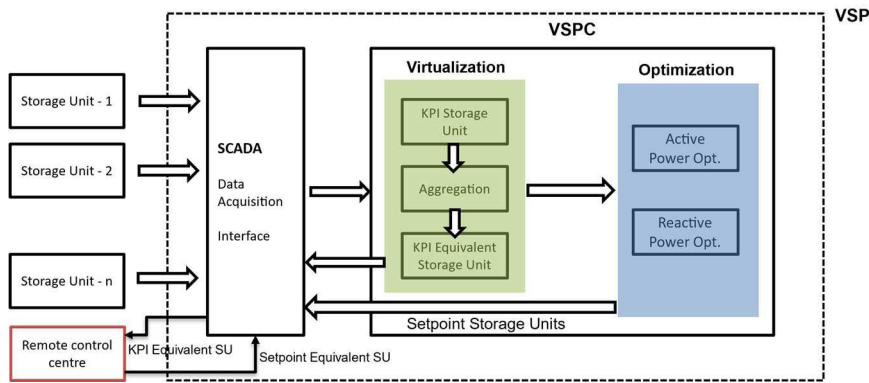 VSP
VSPC
Virtualization
Optimization
Storage Unit - 1
Storage Unit - 2
Storage Unit - n
Remote control
centre
SCADA
Data
Acquisition
Interface
KPI Storage
Unit
Aggregation
KPI Equivalent
Storage Unit
Active
Power Opt.
Reactive
Power Opt.
Setpoint Storage Units
KPI Equivalent SU
Setpoint Equivalent SU